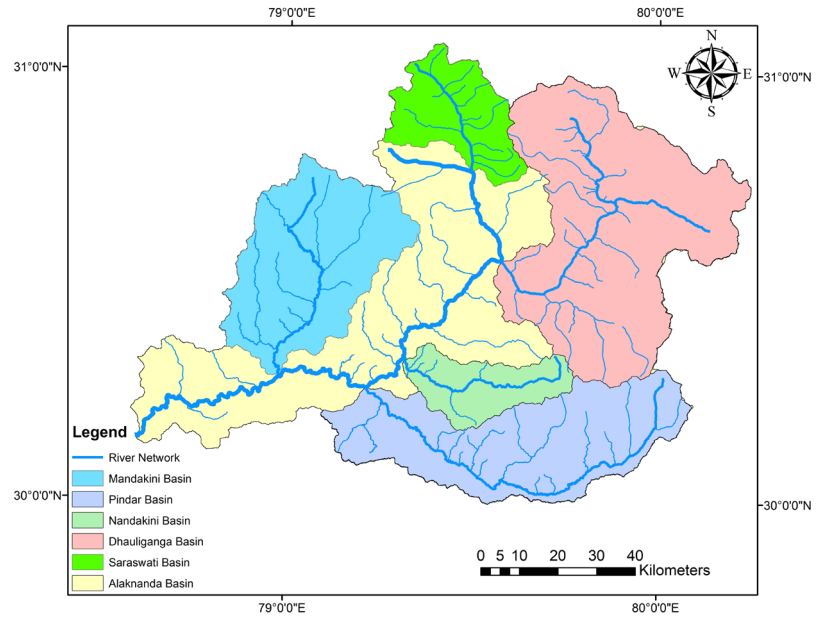 79°0'0"E 80°0'0"E
31°0'0"N 31°0'0"N
N
W E
S
Legend
River Network
Mandakini Basin
Pindar Basin
Nandakini Basin
Dhauliganga Basin
Saraswati Basin
Alaknanda Basin
30°0'0"N 30°0'0"N
0 5 10 20 30 40
Kilometers
79°0'0"E 80°0'0"E